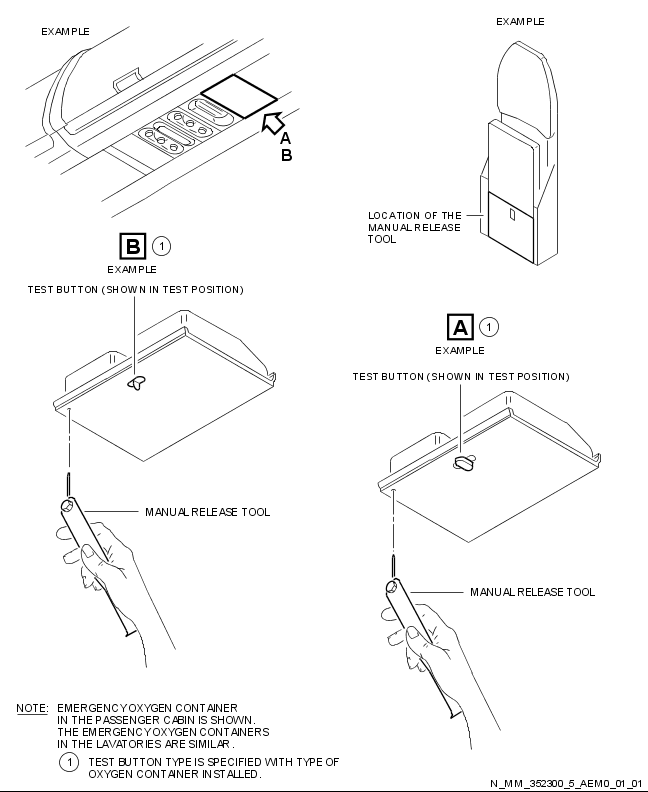 EXAMPLE
EXAMPLE
A
B
LOCATION OF THE
MANUAL RELEASE
TOOL
B 1
EXAMPLE
TEST BUTTON (SHOWN IN TEST POSITION)
MANUAL RELEASE TOOL
A 1
EXAMPLE
TEST BUTTON (SHOWN IN TEST POSITION)
MANUAL RELEASE TOOL
NOTE: EMERGENCY OXYGEN CONTAINER
IN THE PASSENGER CABIN IS SHOWN.
THE EMERGENCY OXYGEN CONTAINERS
IN THE LAVATORIES ARE SIMILAR.
1 TEST BUTTON TYPE IS SPECIFIED WITH TYPE OF
OXYGEN CONTAINER INSTALLED.
N_MM_352300_5_AEM0_01_01